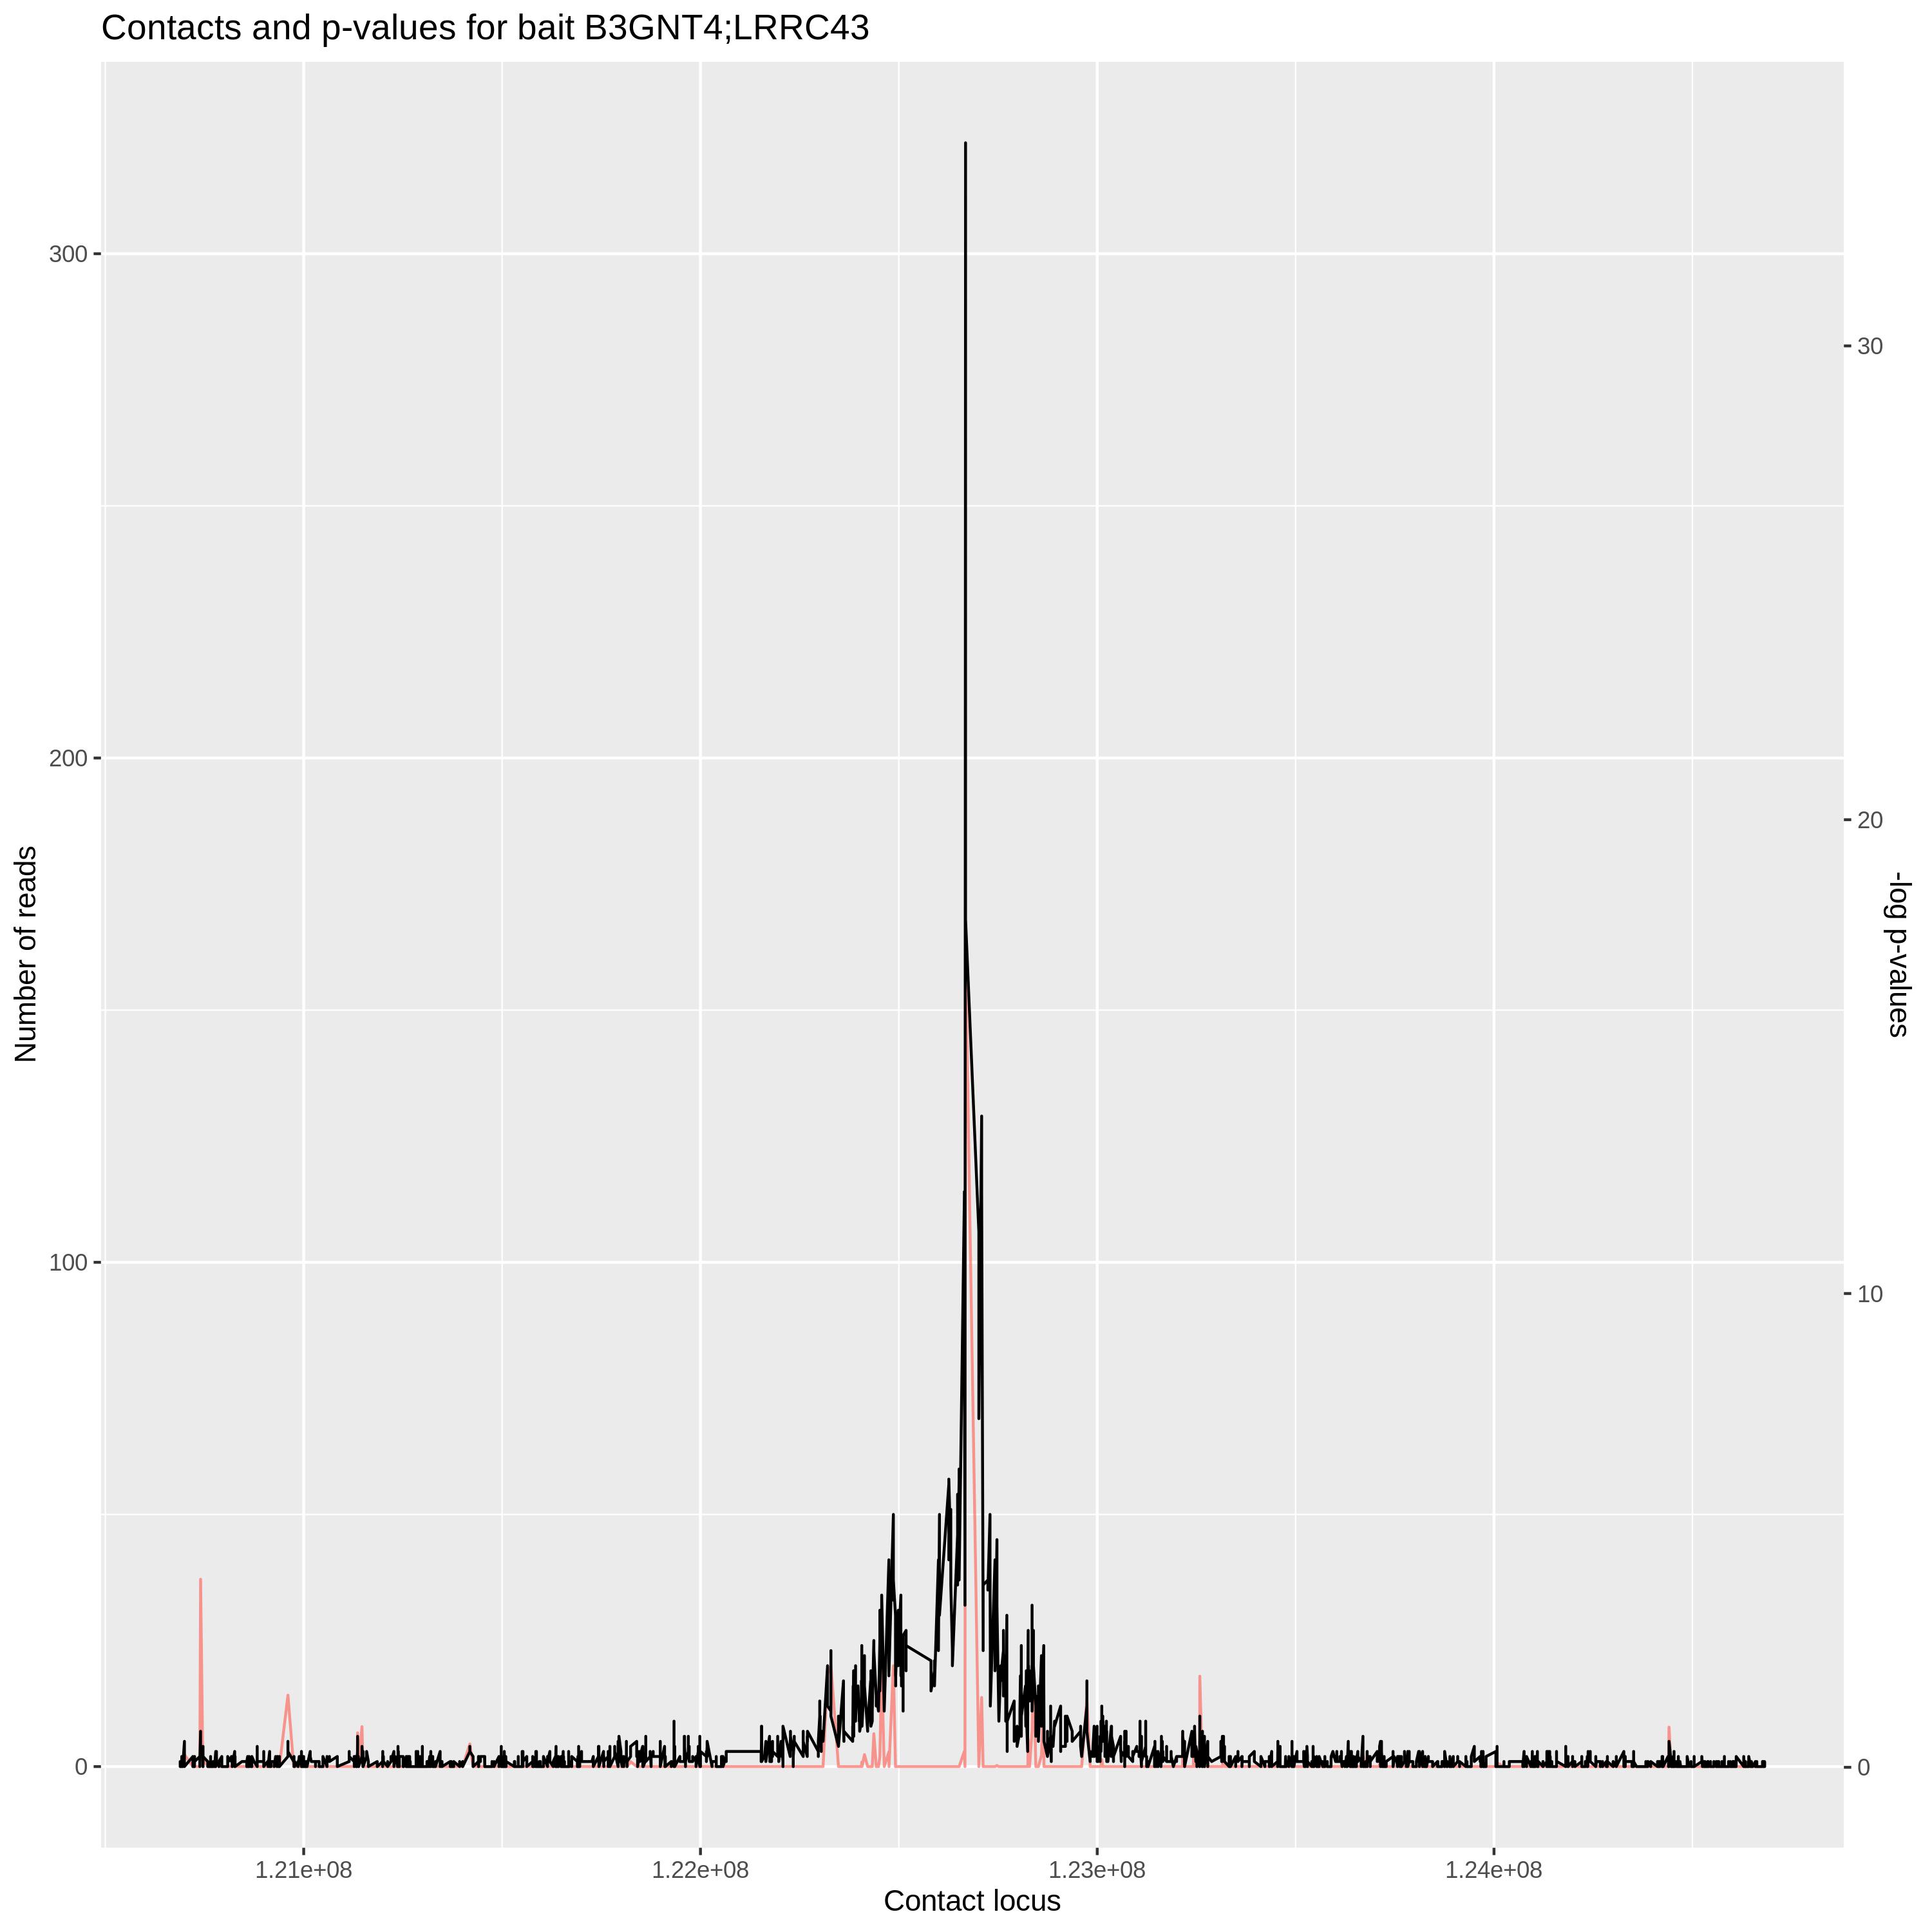 Contacts and p-values for bait B3GNT4;LRRC43
300
200
100
0
Number of reads
30
20
10
0
-log p-values
1.21e+08
1.22e+08
1.23e+08
1.24e+08
Contact locus